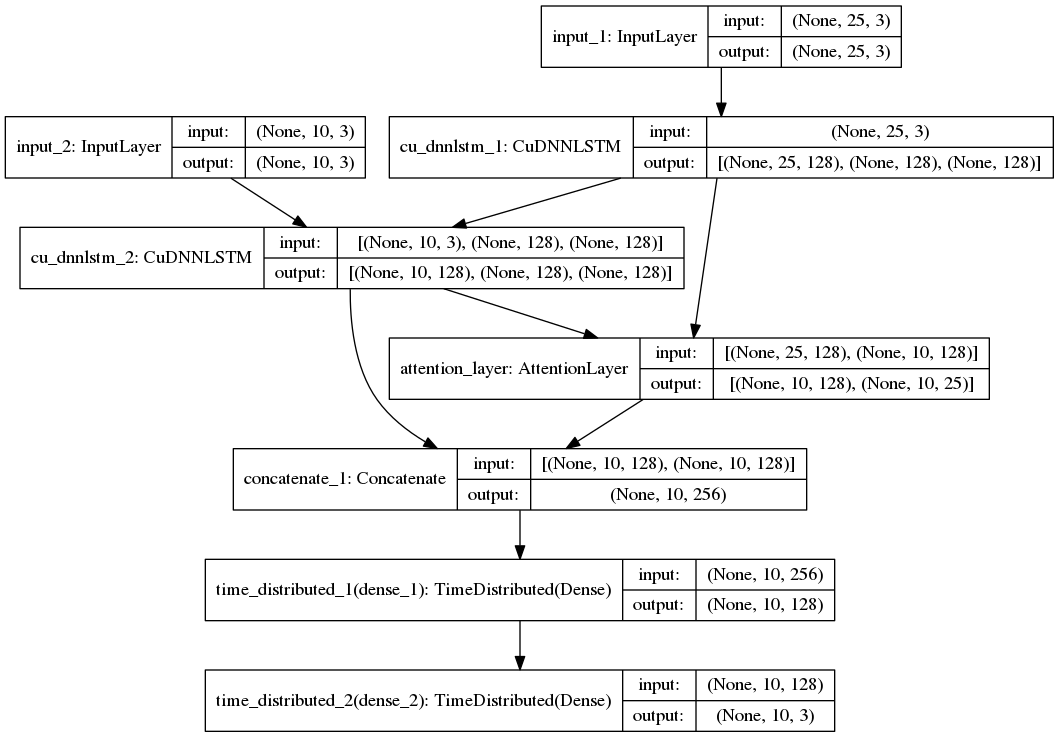 input_1: InputLayer
input: (None, 25, 3)
output: (None, 25, 3)
input_2: InputLayer
input: (None, 10, 3)
output: (None, 10, 3)
cu_dnnlstm_1: CuDNNLSTM
input: (None, 25, 3)
output: [(None, 25, 128), (None, 128), (None, 128)]
cu_dnnlstm_2: CuDNNLSTM
input: [(None, 10, 3), (None, 128), (None, 128)]
output: [(None, 10, 128), (None, 128), (None, 128)]
attention_layer: AttentionLayer
input: [(None, 25, 128), (None, 10, 128)]
output: [(None, 10, 128), (None, 10, 25)]
concatenate_1: Concatenate
input: [(None, 10, 128), (None, 10, 128)]
output: (None, 10, 256)
time_distributed_1(dense_1): TimeDistributed(Dense)
input: (None, 10, 256)
output: (None, 10, 128)
time_distributed_2(dense_2): TimeDistributed(Dense)
input: (None, 10, 128)
output: (None, 10, 3)